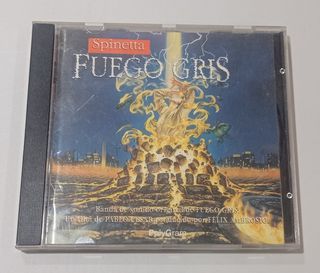 Spinetta
FUEGO GRIS
Banda de sonido original de FUEGO GRIS
Un film de PABLO CESAR producido por FELIX AMBROSIO
PolyGram